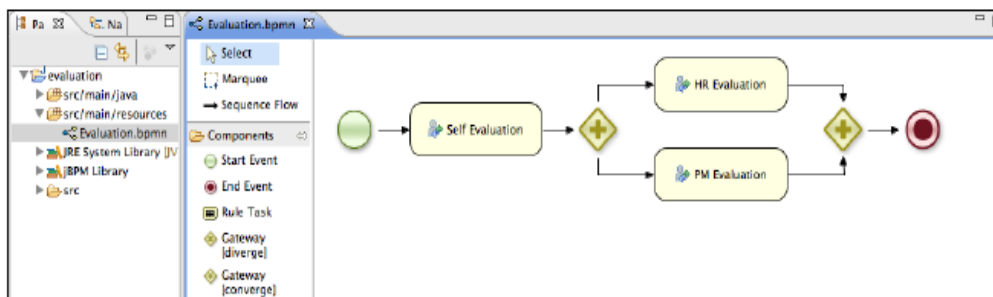 Pa
Na
evaluation
src/main/java
src/main/resources
Evaluation.bpmn
JRE System Library [JV
jBPM Library
src
Evaluation.bpmn
Select
Marquee
Sequence Flow
Components
Start Event
End Event
Rule Task
Gateway
[diverge]
Gateway
[converge]
Self Evaluation
HR Evaluation
PM Evaluation